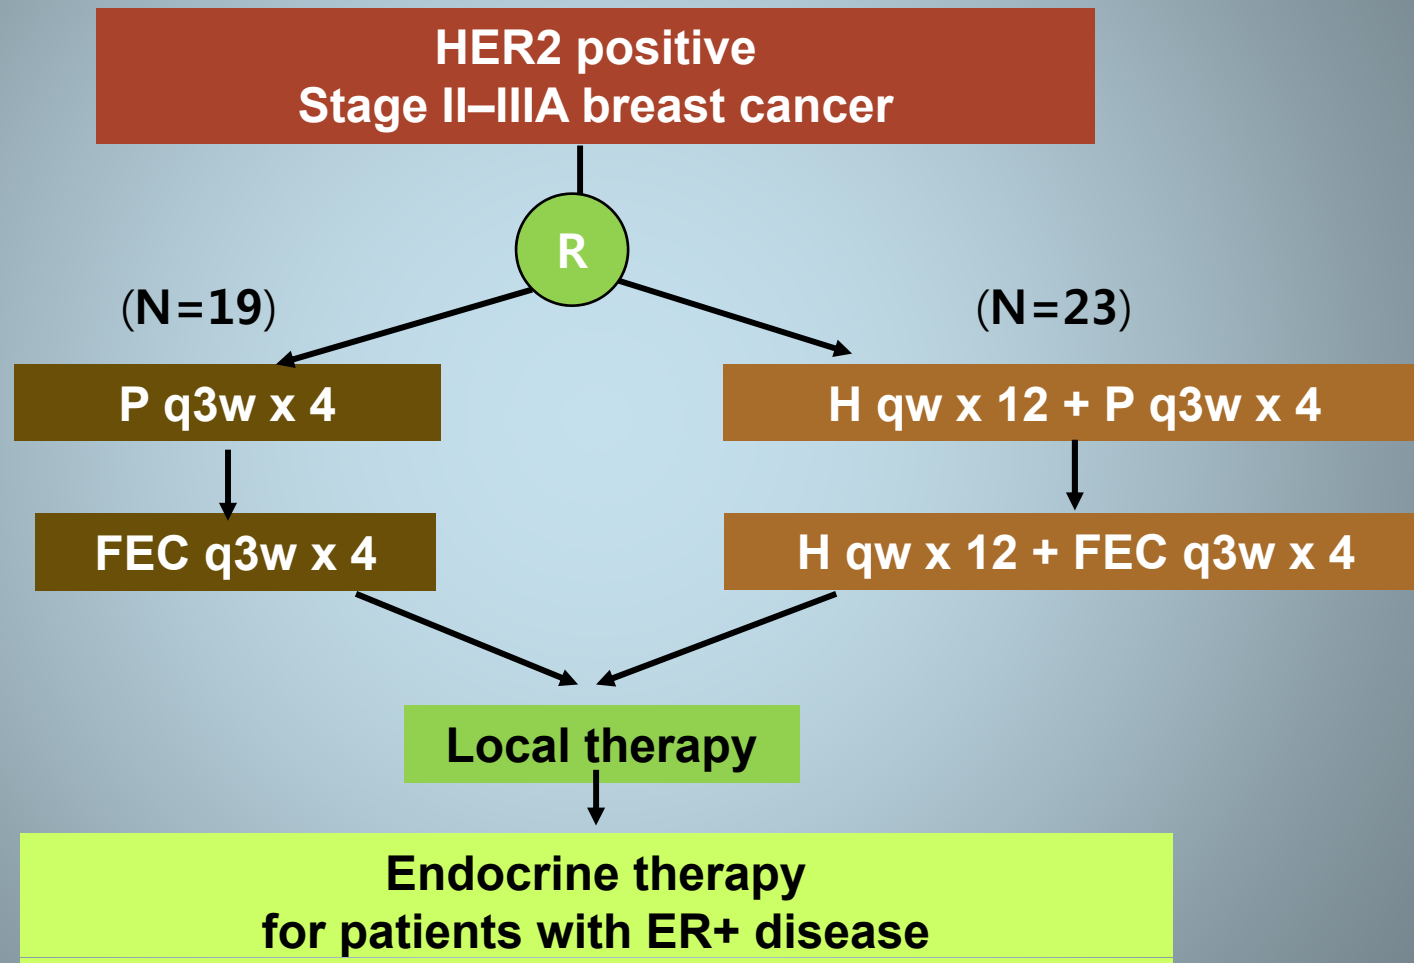 HER2 positive
Stage II–IIIA breast cancer
R
(N=19)
(N=23)
P q3w x 4
H qw x 12 + P q3w x 4
FEC q3w x 4
H qw x 12 + FEC q3w x 4
Local therapy
Endocrine therapy
for patients with ER+ disease